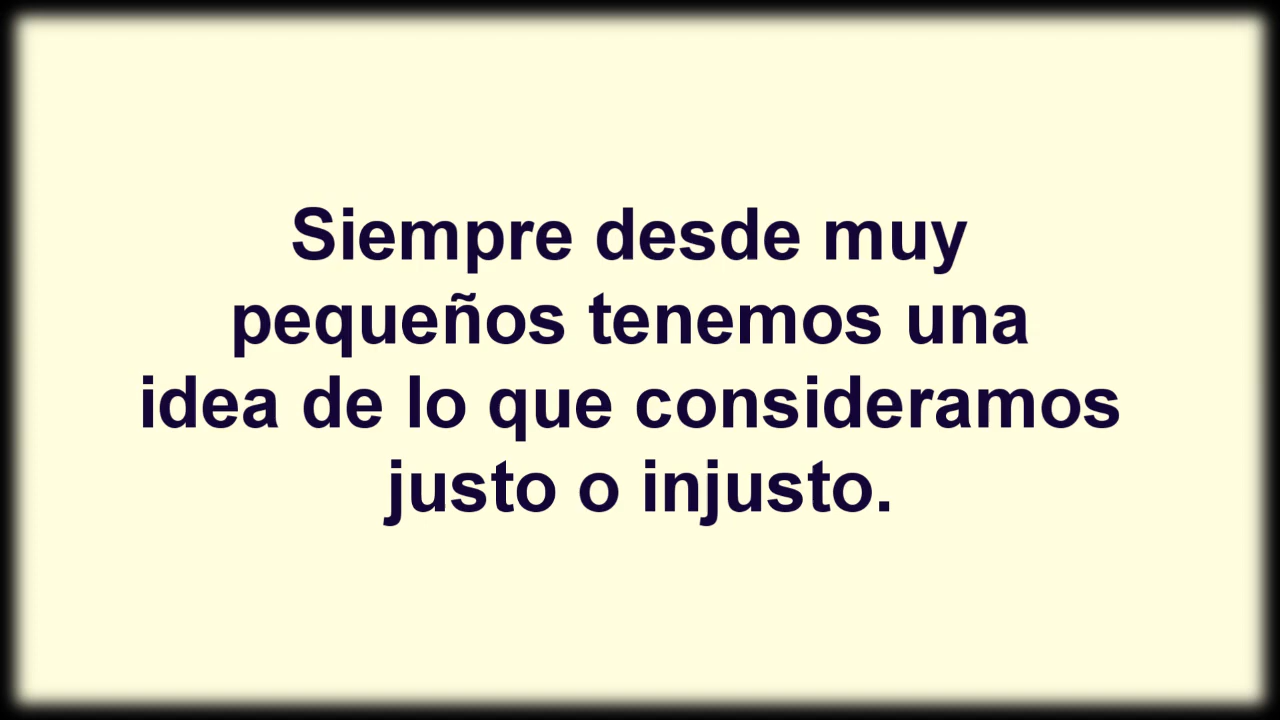 Siempre desde muy
pequeños tenemos una
idea de lo que consideramos
justo o injusto.